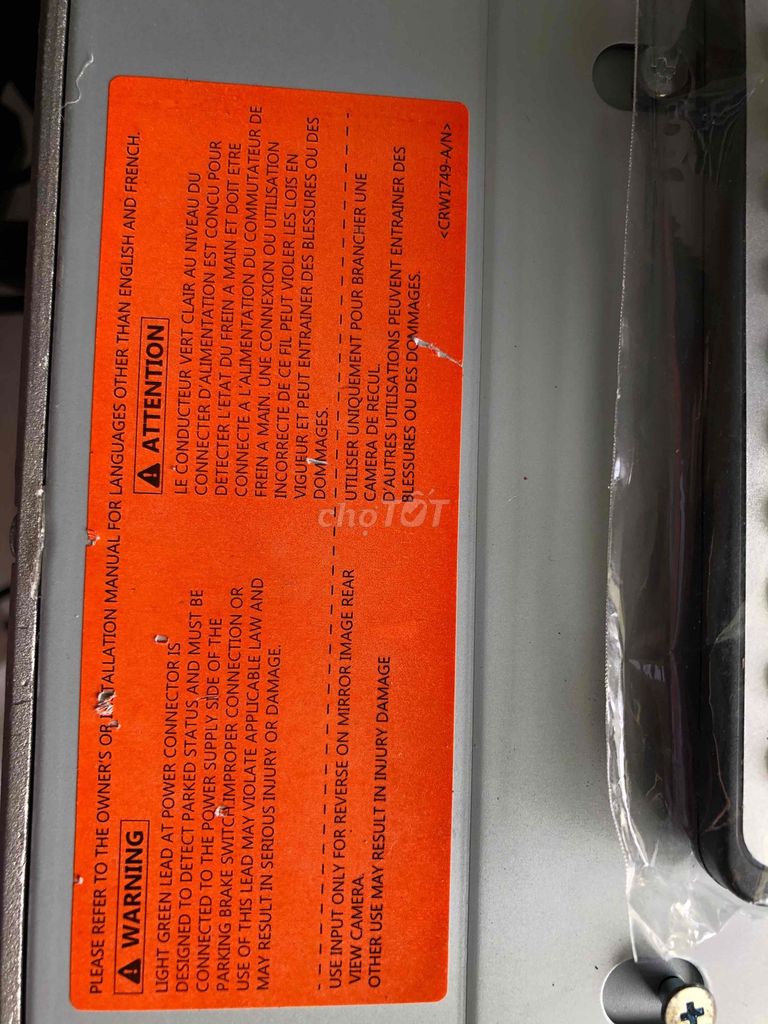 PLEASE REFER TO THE OWNER'S OR TALLATION MANUAL FOR LANGUAGES OTHER THAN ENGLISH AND FRENCH.
WARNING
LIGHT GREEN LEAD AT POWER CONNECTOR IS
DESIGNED TO DETECT PARKED STATUS AND MUST BE
CONNECTED TO THE POWER SUPPLY SIDE OF THE
PARKING BRAKE SWITCH.IMPROPER CONNECTION OR
USE OF THIS LEAD MAY VIOLATE APPLICABLE LAW AND
MAY RESULT IN SERIOUS INJURY OR DAMAGE.
USE INPUT ONLY FOR REVERSE ON MIRROR IMAGE REAR
VIEW CAMERA.
OTHER USE MAY RESULT IN INJURY DAMAGE
ATTENTION
LE CONDUCTEUR VERT CLAIR AU NIVEAU DU
CONNECTER D'ALIMENTATION EST CONCU POUR
DETECTER L'ETAT DU FREIN A MAIN ET DOIT ETRE
CONNECTE A L'ALIMENTATION DU COMMUTATEUR DE
FREIN A MAIN. UNE CONNEXION OU UTILISATION
INCORRECTE DE CE FIL PEUT VIOLER LES LOIS EN
VIGUEUR ET PEUT ENTRAINER DES BLESSURES OU DES
DOMMAGES.
UTILISER UNIQUEMENT POUR BRANCHER UNE
CAMERA DE RECUL.
D'AUTRES UTILISATIONS PEUVENT ENTRAINER DES
BLESSURES OU DES DOMMAGES.
<CRW1749-A/N>
chợTỐT